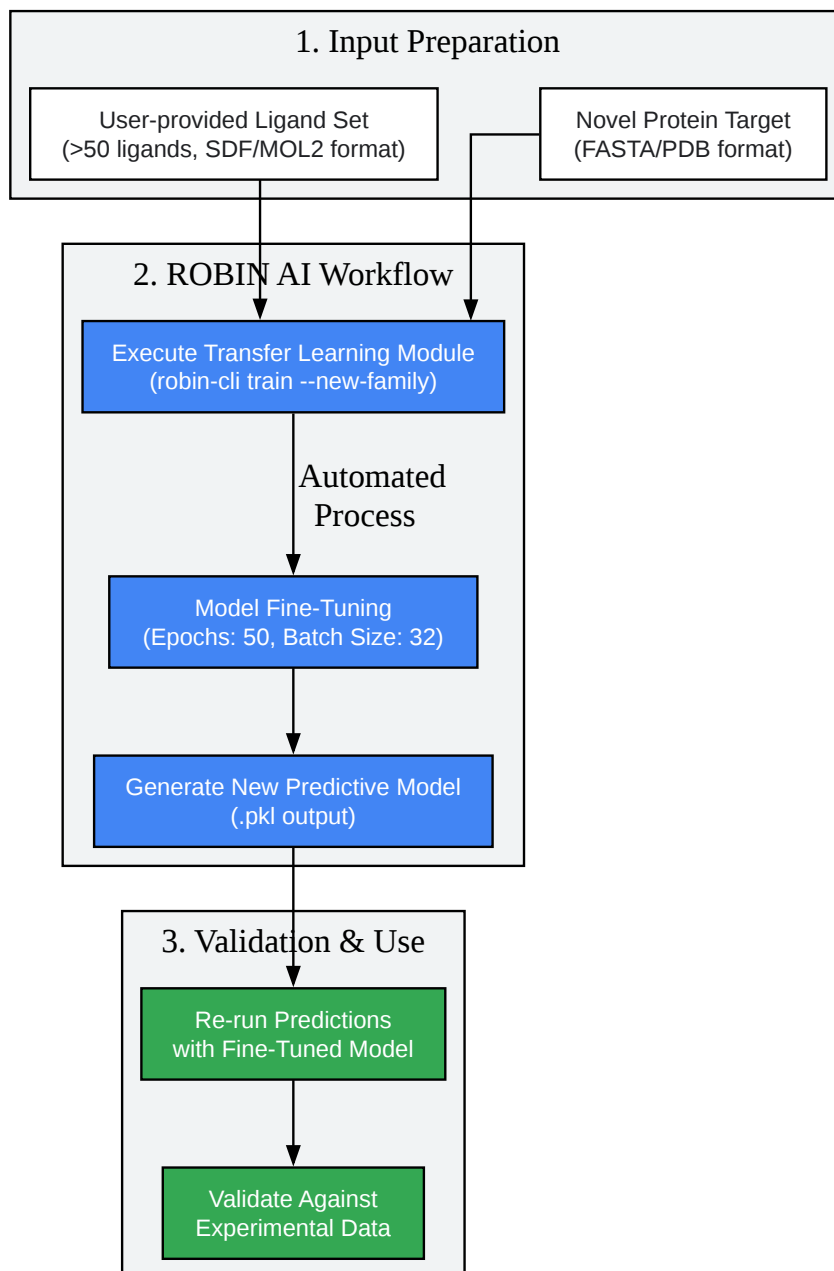 1. Input Preparation
User-provided Ligand Set
(>50 ligands, SDF/MOL2 format)
Novel Protein Target
(FASTA/PDB format)
2. ROBIN AI Workflow
Execute Transfer Learning Module
(robin-cli train --new-family)
Automated
Process
Model Fine-Tuning
(Epochs: 50, Batch Size: 32)
Generate New Predictive Model
(.pkl output)
3. Validation & Use
Re-run Predictions
with Fine-Tuned Model
Validate Against
Experimental Data